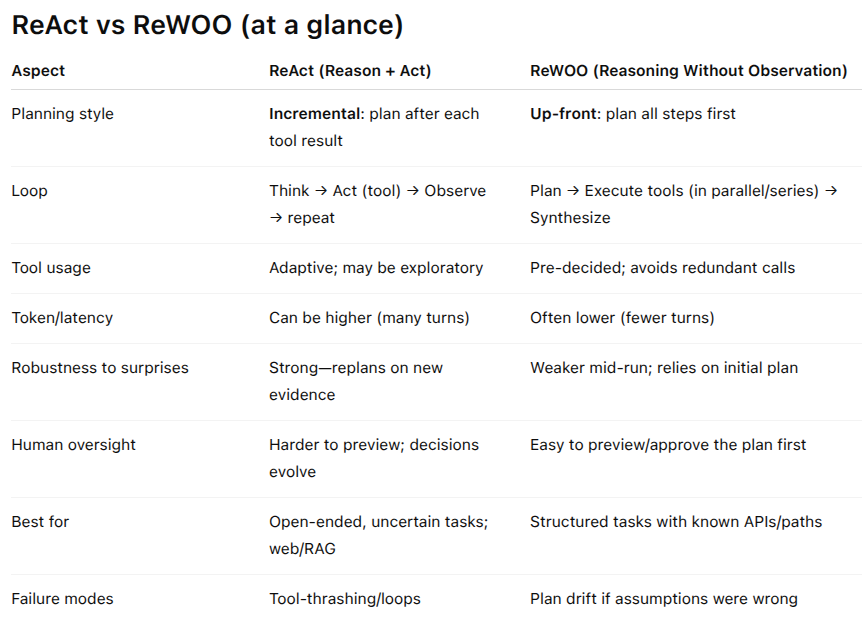 ReAct vs ReWOO (at a glance)
Aspect ReAct (Reason + Act) ReWOO (Reasoning Without Observation)
Planning style Incremental: plan after each Up-front: plan all steps first
tool result
Loop Think → Act (tool) → Observe Plan → Execute tools (in parallel/series) →
→ repeat Synthesize
Tool usage Adaptive; may be exploratory Pre-decided; avoids redundant calls
Token/latency Can be higher (many turns) Often lower (fewer turns)
Robustness to surprises Strong—replans on new Weaker mid-run; relies on initial plan
evidence
Human oversight Harder to preview; decisions Easy to preview/approve the plan first
evolve
Best for Open-ended, uncertain tasks; Structured tasks with known APIs/paths
web/RAG
Failure modes Tool-thrashing/loops Plan drift if assumptions were wrong